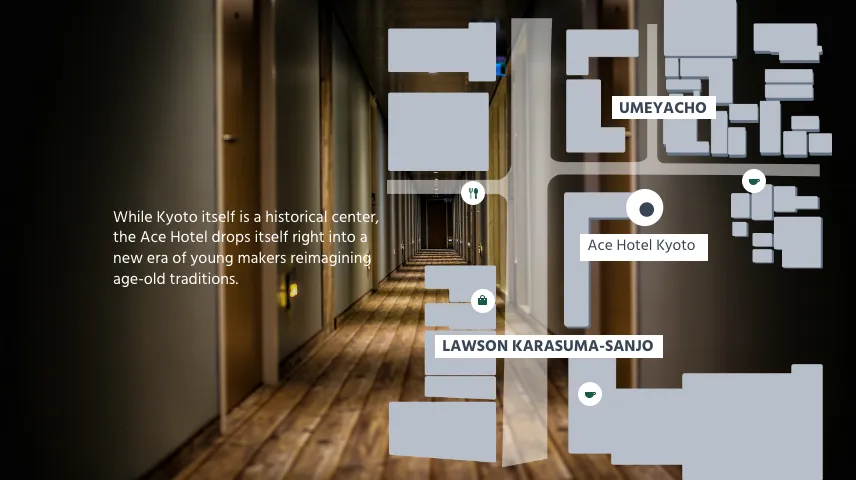 While Kyoto itself is a historical center,
the Ace Hotel drops itself right into a
new era of young makers reimagining
age-old traditions.
UMEYACHO
Ace Hotel Kyoto
LAWSON KARASUMA-SANJO